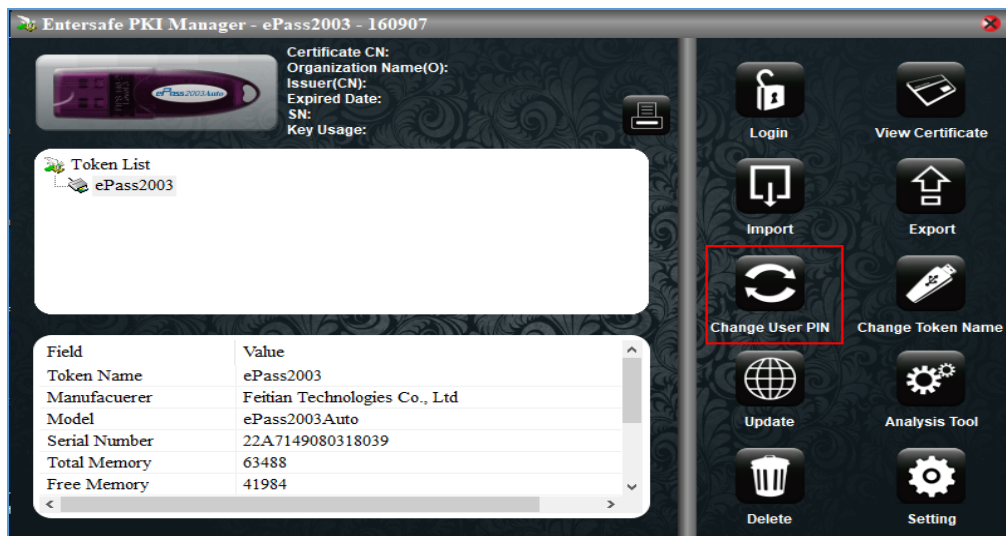 Entersafe PKI Manager - ePass2003 - 160907
Certificate CN:
Organization Name(O):
Issuer(CN):
Expired Date:
SN:
Key Usage:
ePass2003Auto
Token List
ePass2003
Field Value
Token Name ePass2003
Manufacuerer Feitian Technologies Co., Ltd
Model ePass2003Auto
Serial Number 22A7149080318039
Total Memory 63488
Free Memory 41984
Login View Certificate
Import Export
Change User PIN Change Token Name
Update Analysis Tool
Delete Setting